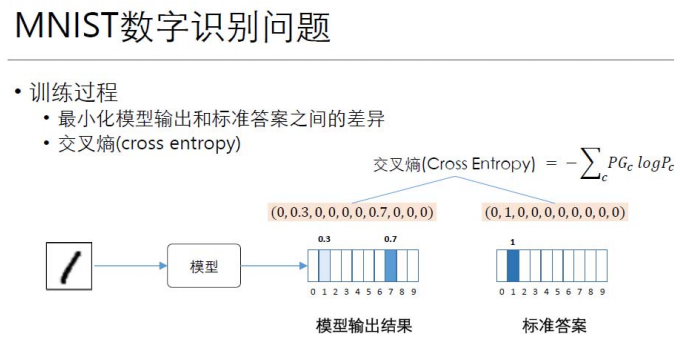 MNIST数字识别问题
• 训练过程
• 最小化模型输出和标准答案之间的差异
• 交叉熵(cross entropy)
交叉熵(Cross Entropy) = −∑c PGc logPc
(0, 0.3, 0, 0, 0, 0, 0.7, 0, 0, 0)
(0, 1, 0, 0, 0, 0, 0, 0, 0, 0)
0.3 0.7
1
模型
0 1 2 3 4 5 6 7 8 9
0 1 2 3 4 5 6 7 8 9
模型输出结果
标准答案